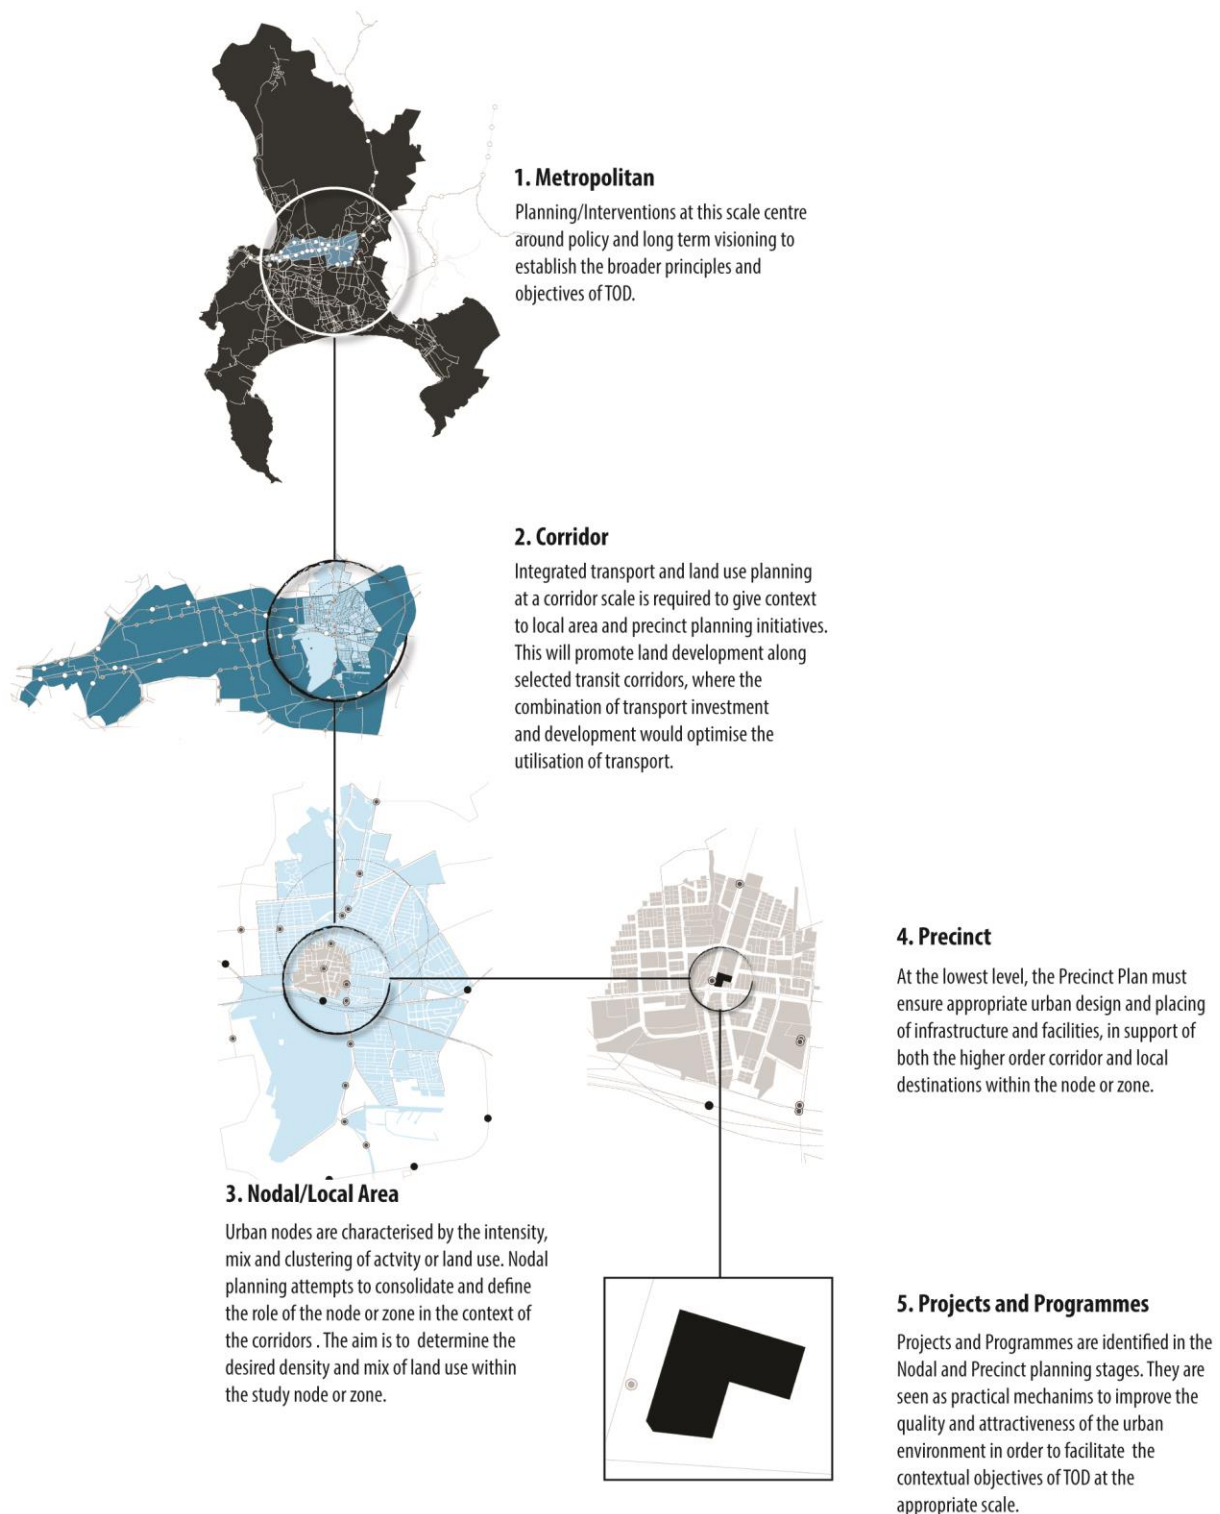 1. Metropolitan
Planning/Interventions at this scale centre
around policy and long term visioning to
establish the broader principles and
objectives of TOD.
2. Corridor
Integrated transport and land use planning
at a corridor scale is required to give context
to local area and precinct planning initiatives.
This will promote land development along
selected transit corridors, where the
combination of transport investment
and development would optimise the
utilisation of transport.
3. Nodal/Local Area
Urban nodes are characterised by the intensity,
mix and clustering of actvity or land use. Nodal
planning attempts to consolidate and define
the role of the node or zone in the context of
the corridors . The aim is to  determine the
desired density and mix of land use within
the study node or zone.
4. Precinct
At the lowest level, the Precinct Plan must
ensure appropriate urban design and placing
of infrastructure and facilities, in support of
both the higher order corridor and local
destinations within the node or zone.
5. Projects and Programmes
Projects and Programmes are identified in the
Nodal and Precinct planning stages. They are
seen as practical mechanims to improve the
quality and attractiveness of the urban
environment in order to facilitate  the
contextual objectives of TOD at the
appropriate scale.